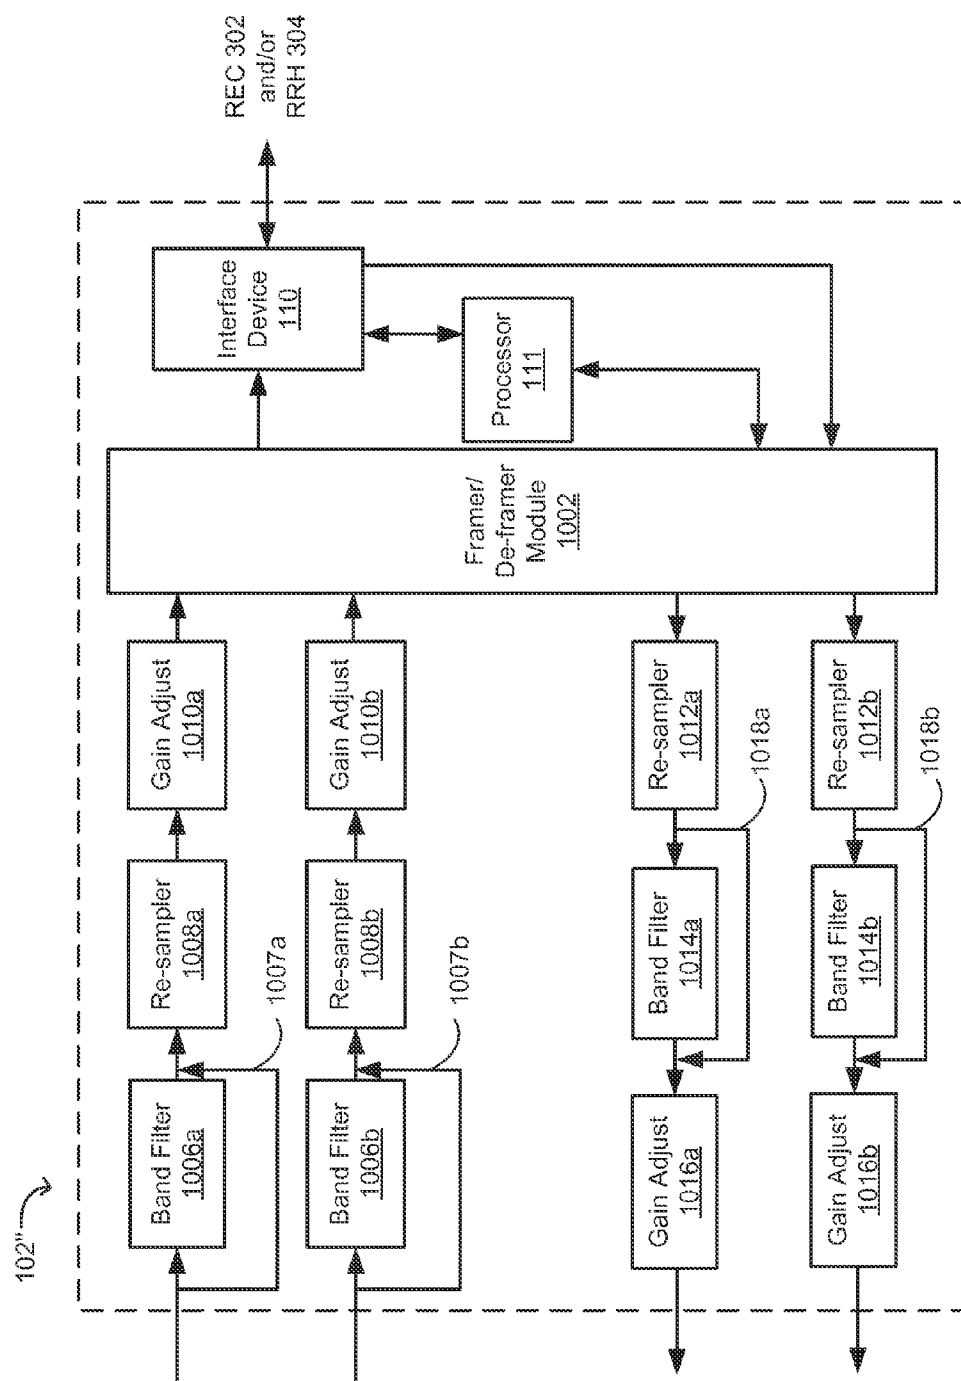 102"
REC 302
and/or
RRH 304
Interface
Device
110
Processor
111
Framer/
De-framer
Module
1002
Band Filter
1006a
1007a
Re-sampler
1008a
Gain Adjust
1010a
Band Filter
1006b
1007b
Re-sampler
1008b
Gain Adjust
1010b
Gain Adjust
1016a
Band Filter
1014a
1018a
Re-sampler
1012a
Gain Adjust
1016b
Band Filter
1014b
1018b
Re-sampler
1012b